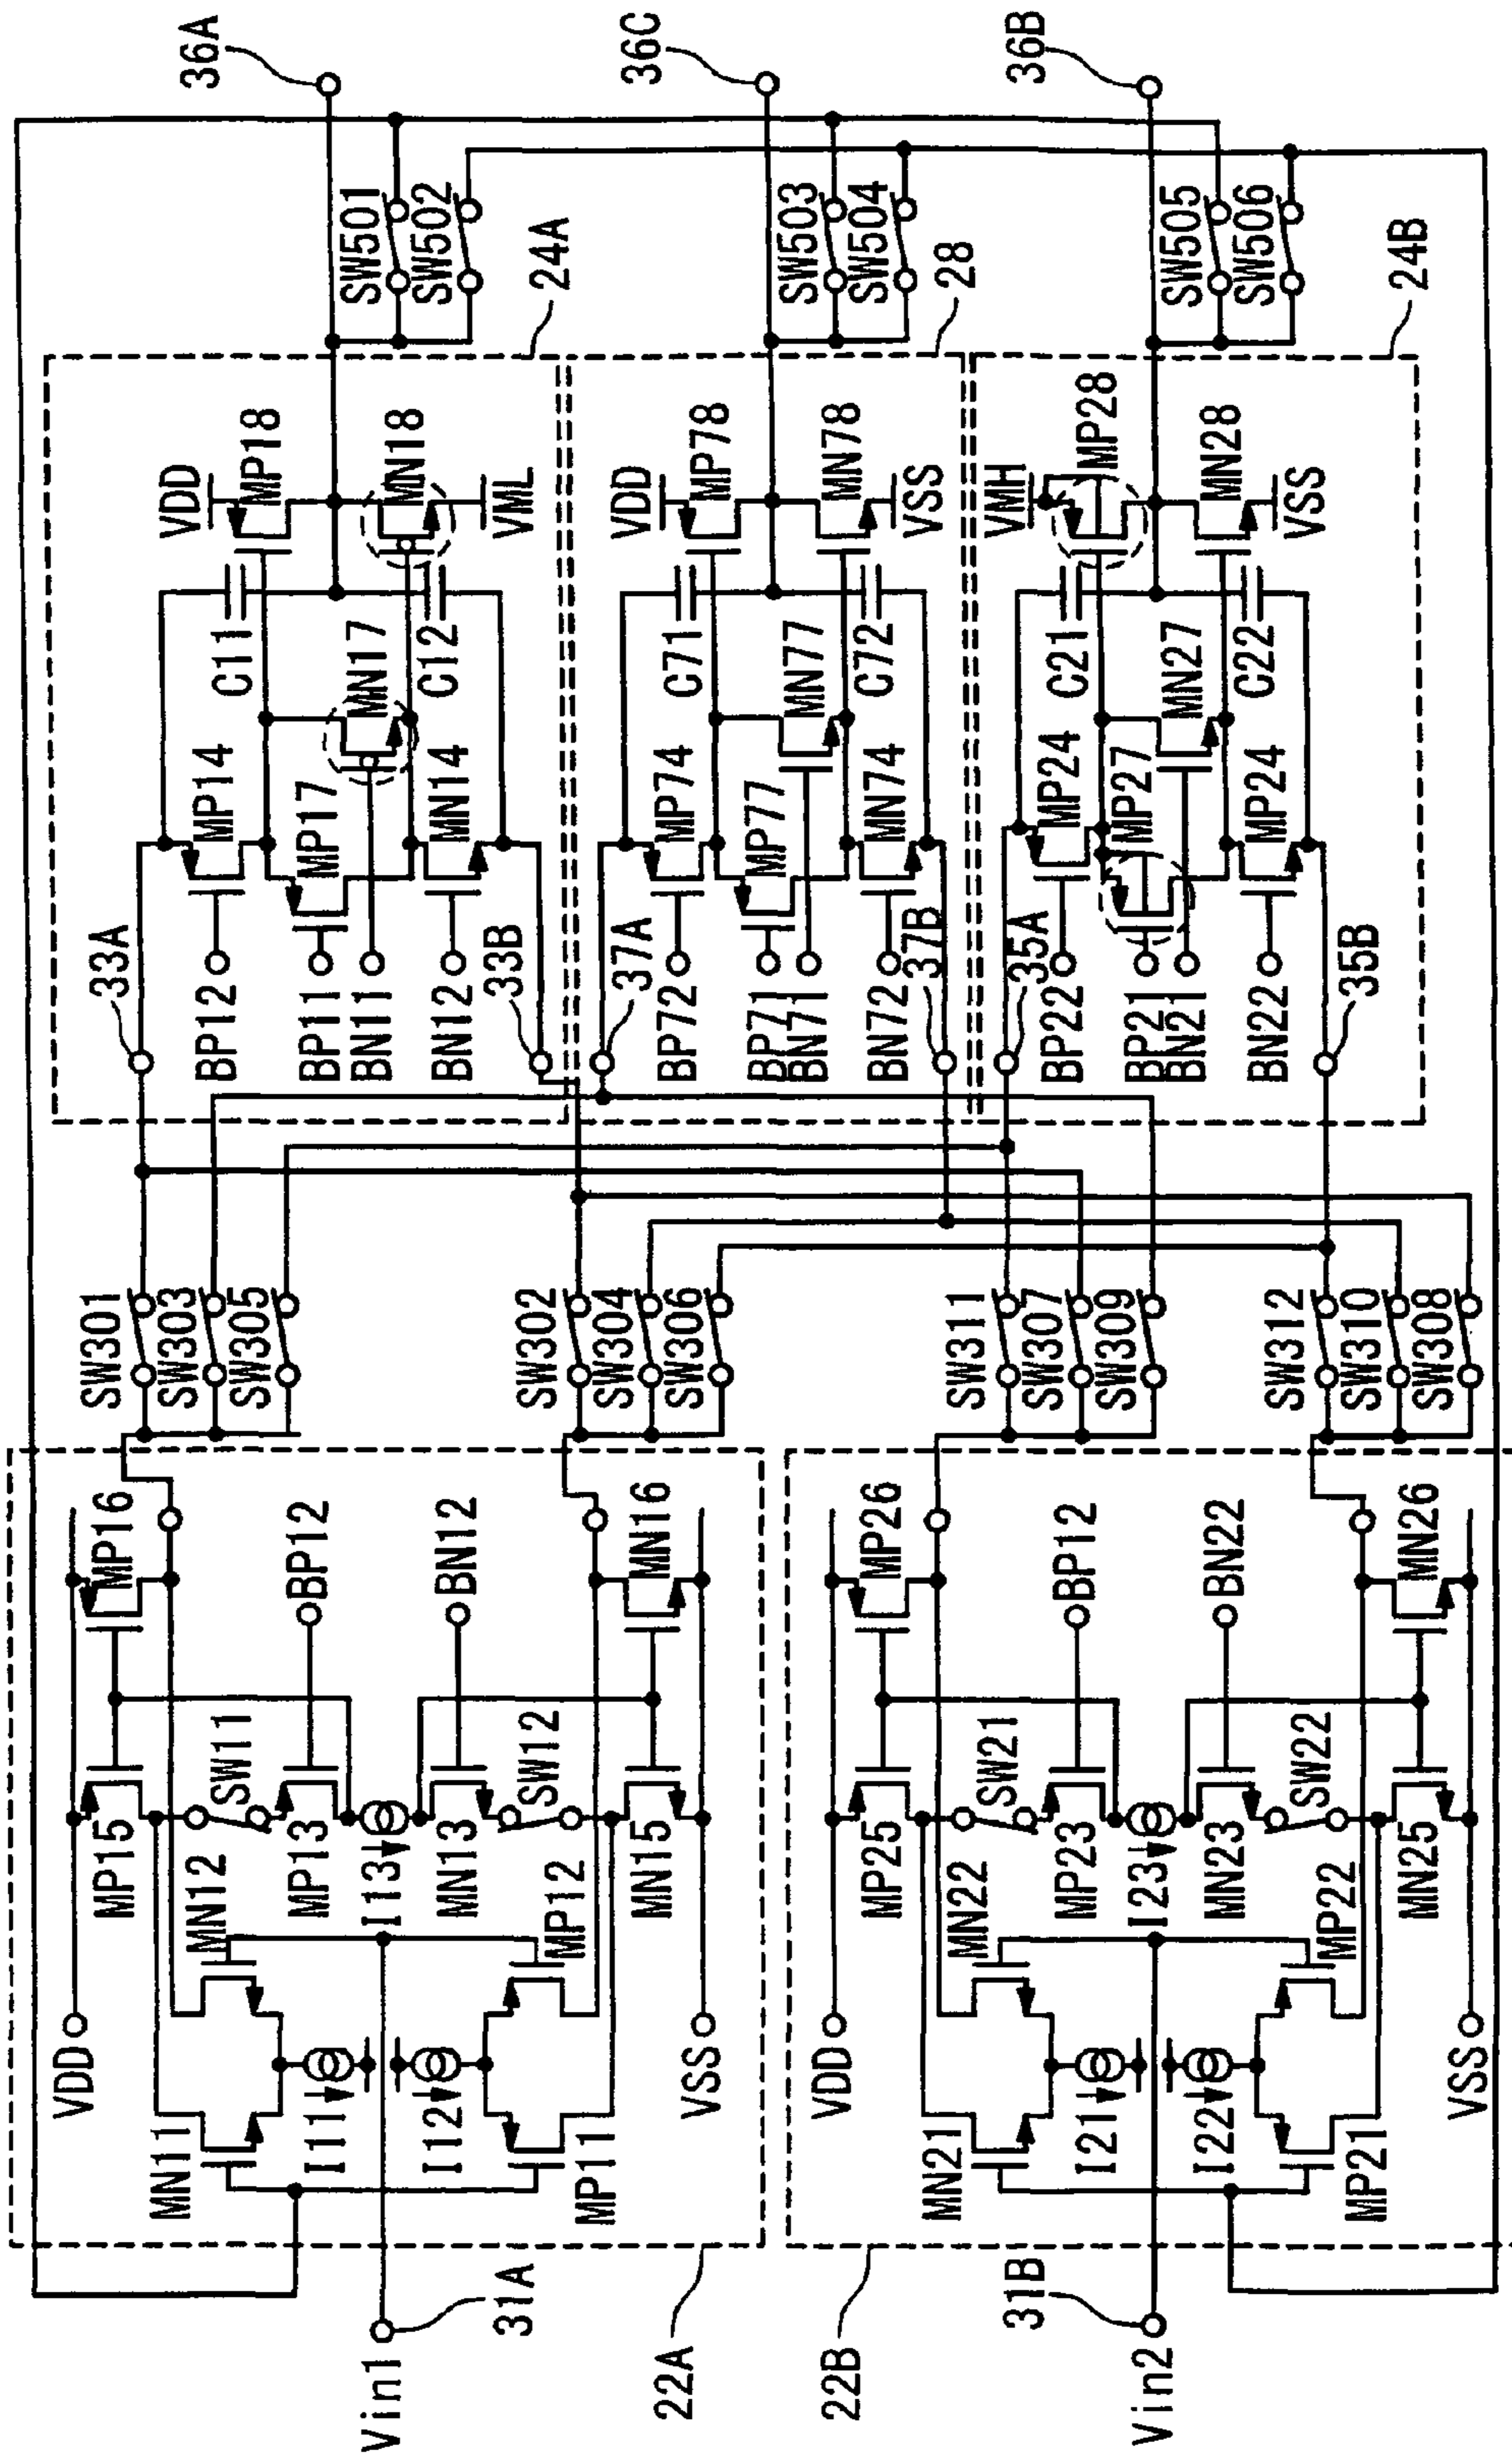 Vin1
31A
22A
VDD
VSS
MN11
I11
I12
MP11
MN12
MP12
MP15
SW11
MP13
I13
MN13
SW12
MN15
BP12
BN12
MP16
MN16
Vin2
31B
22B
VDD
VSS
MN21
I21
I22
MP21
MN22
MP22
MP25
SW21
MP23
I23
MN23
SW22
MN25
BP12
BN22
MP26
MN26
SW301
SW303
SW305
SW302
SW304
SW306
SW311
SW307
SW309
SW312
SW310
SW308
33A
BP12
BP11
BN11
BN12
33B
MP14
MP17
MN14
MN17
C11
C12
VDD
MP18
MN18
VML
24A
37A
BP72
BP71
BN71
BN72
37B
MP74
MP77
MN74
MN77
C71
C72
VDD
MP78
MN78
VSS
28
35A
BP22
BP21
BN21
BN22
35B
MP24
MP27
MP24
MN27
C21
C22
VMH
MP28
MN28
VSS
24B
SW501
SW502
SW503
SW504
SW505
SW506
36A
36C
36B